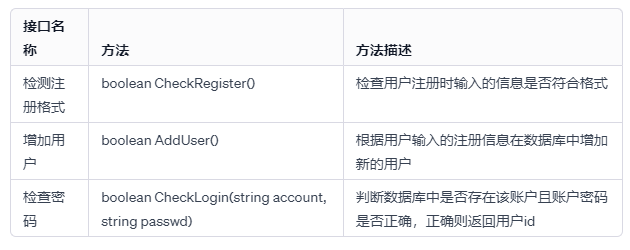 接口名
称
方法
方法描述
检测注
册格式
boolean CheckRegister()
检查用户注册时输入的信息是否符合格式
增加用
户
boolean AddUser()
根据用户输入的注册信息在数据库中增加
新的用户
检查密
码
boolean CheckLogin(string account,
string passwd)
判断数据库中是否存在该账户且账户密码
是否正确，正确则返回用户id